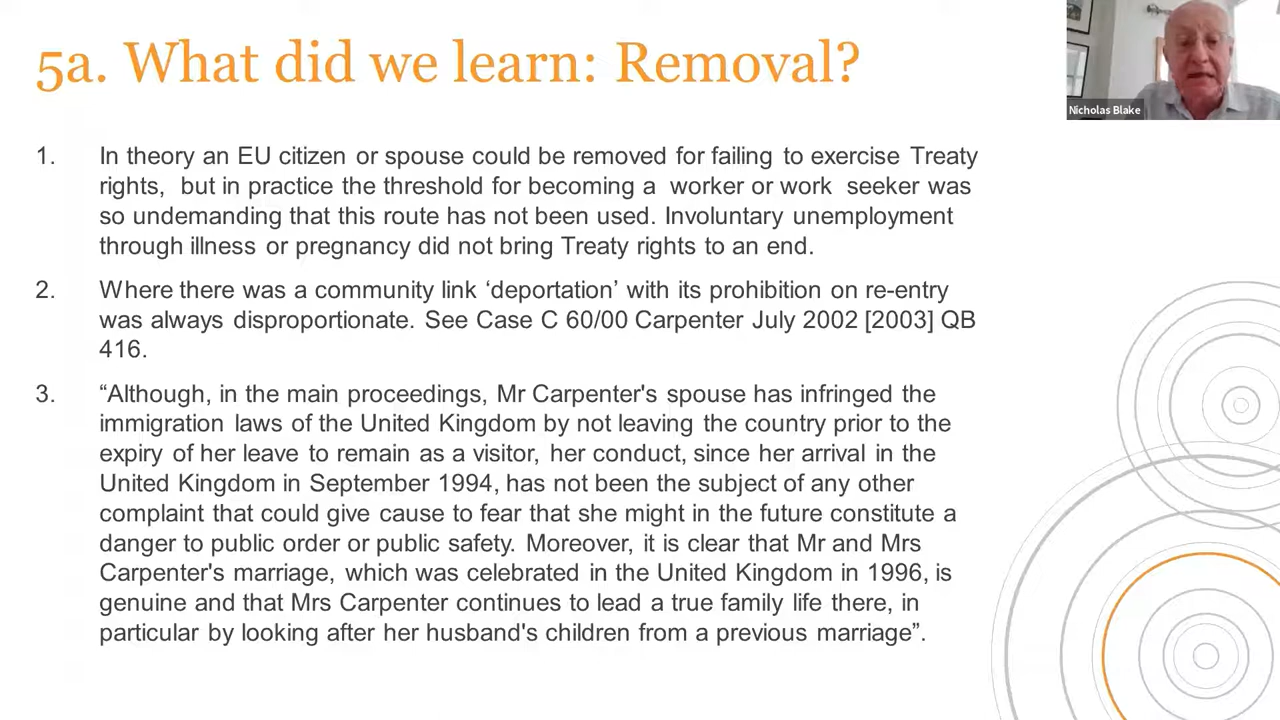 5a. What did we learn: Removal?
Nicholas Blake
1. In theory an EU citizen or spouse could be removed for failing to exercise Treaty
rights, but in practice the threshold for becoming a worker or work seeker was
so undemanding that this route has not been used. Involuntary unemployment
through illness or pregnancy did not bring Treaty rights to an end.
2. Where there was a community link ‘deportation’ with its prohibition on re-entry
was always disproportionate. See Case C 60/00 Carpenter July 2002 [2003] QB
416.
3. “Although, in the main proceedings, Mr Carpenter's spouse has infringed the
immigration laws of the United Kingdom by not leaving the country prior to the
expiry of her leave to remain as a visitor, her conduct, since her arrival in the
United Kingdom in September 1994, has not been the subject of any other
complaint that could give cause to fear that she might in the future constitute a
danger to public order or public safety. Moreover, it is clear that Mr and Mrs
Carpenter's marriage, which was celebrated in the United Kingdom in 1996, is
genuine and that Mrs Carpenter continues to lead a true family life there, in
particular by looking after her husband's children from a previous marriage”.